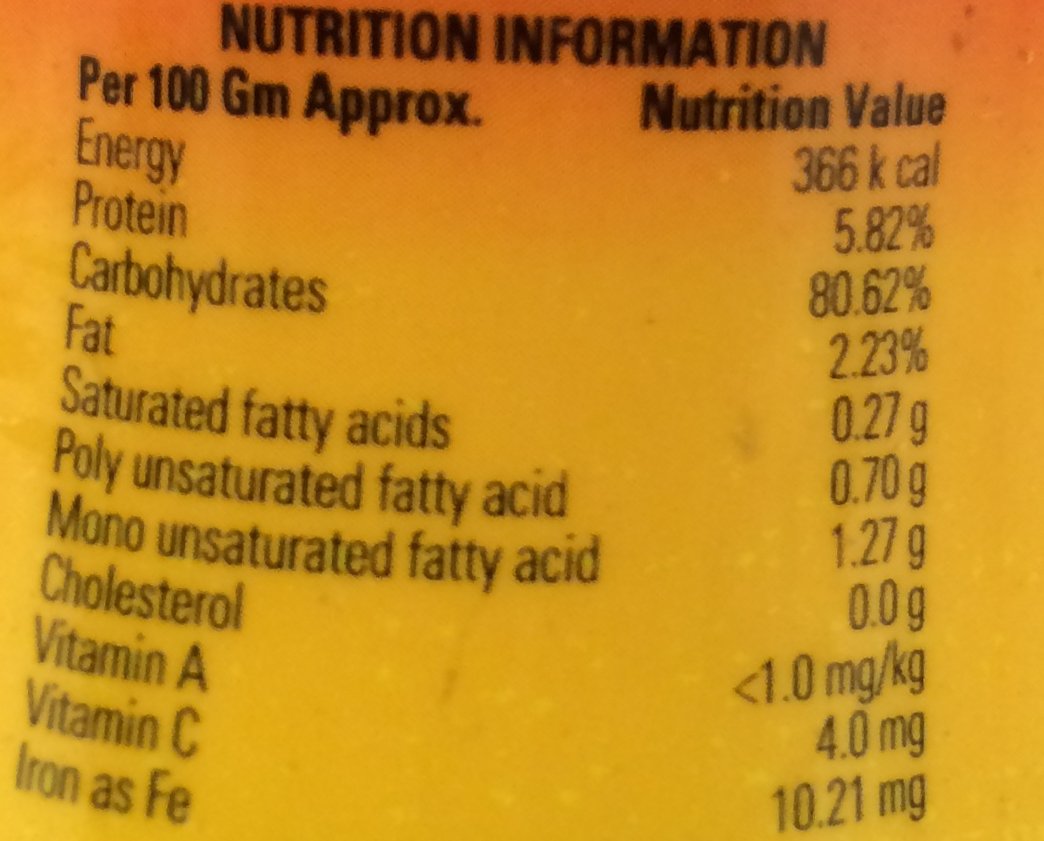 NUTRITION INFORMATION
Per 100 Gm Approx. Nutrition Value
Energy 366 k cal
Protein 5.82%
Carbohydrates 80.62%
Fat 2.23%
Saturated fatty acids 0.27 g
Poly unsaturated fatty acid 0.70 g
Mono unsaturated fatty acid 1.27 g
Cholesterol 0.0 g
Vitamin A <1.0 mg/kg
Vitamin C 4.0 mg
Iron as Fe 10.21 mg